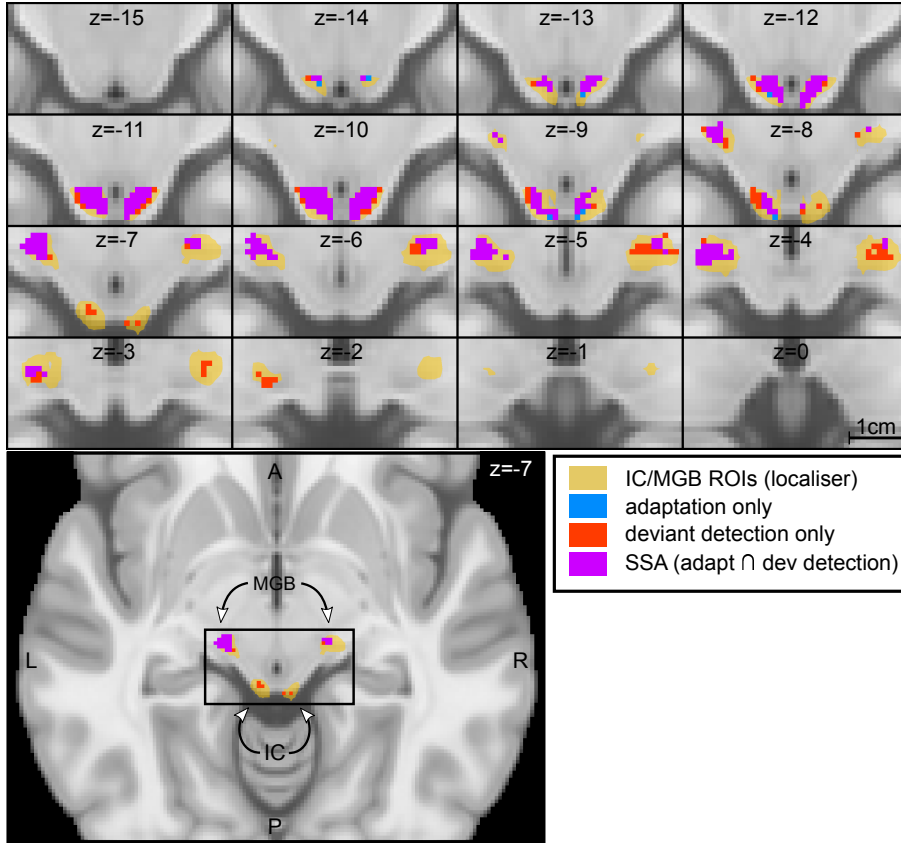 z=-15
z=-14
z=-13
z=-12
z=-11
z=-10
z=-9
z=-8
z=-7
z=-6
z=-5
z=-4
z=-3
z=-2
z=-1
z=0
1cm
z=-7
A
MGB
L
R
IC
P
IC/MGB ROIs (localiser)
adaptation only
deviant detection only
SSA (adapt ∩ dev detection)